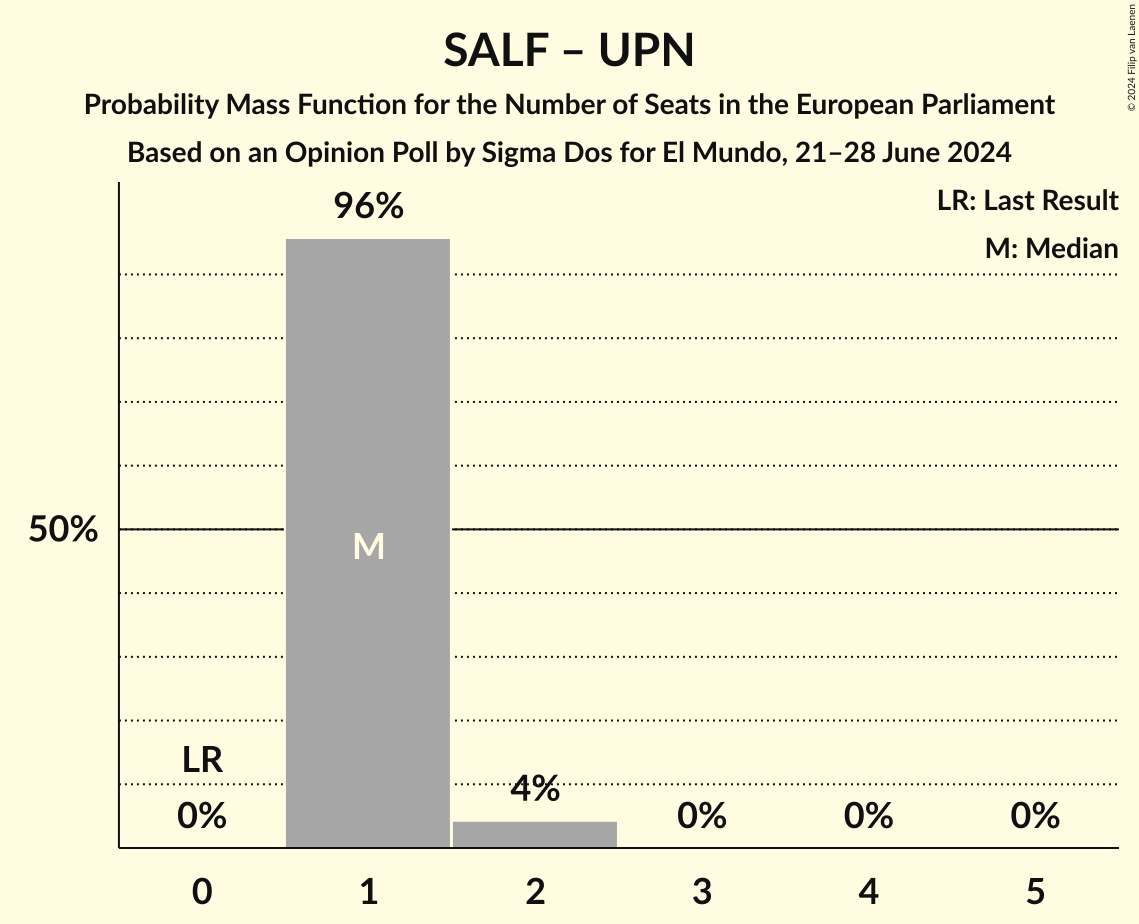 SALF – UPN
Probability Mass Function for the Number of Seats in the European Parliament
Based on an Opinion Poll by Sigma Dos for El Mundo, 21–28 June 2024
© 2024 Filip van Laenen
LR: Last Result
M: Median
96%
50%
M
LR
0%
4%
0%
0%
0%
0
1
2
3
4
5